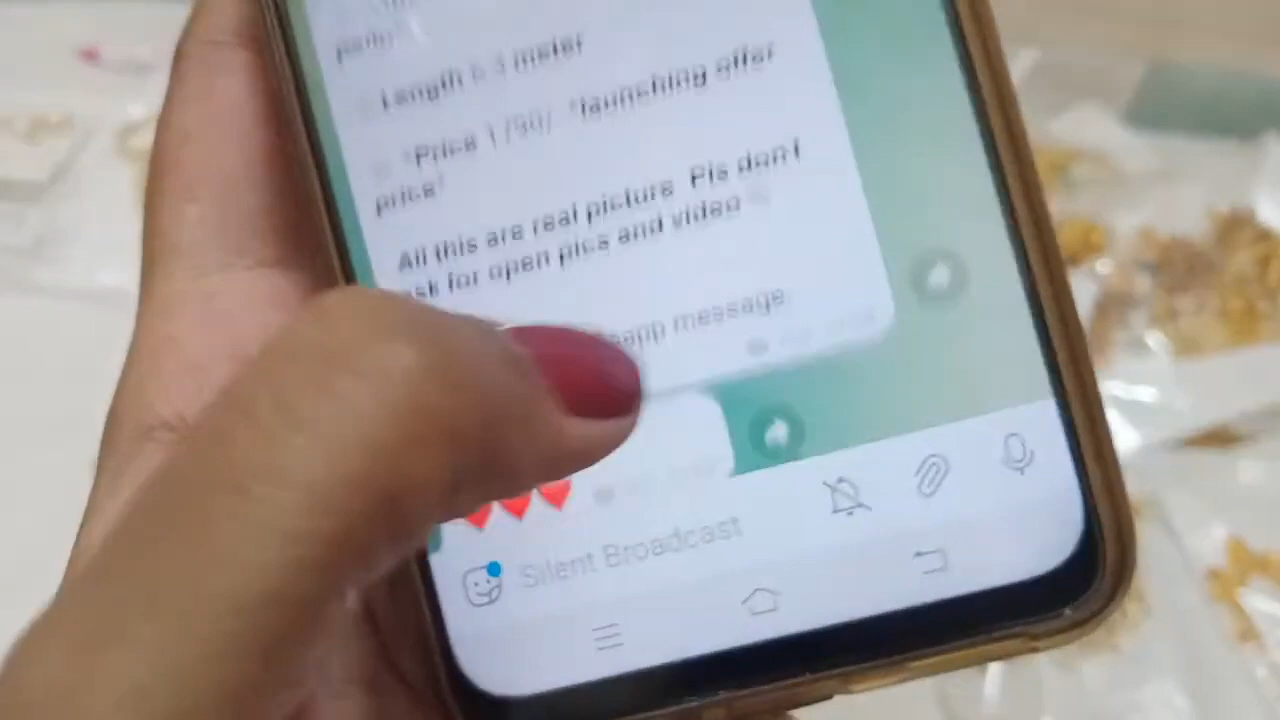 Length 6.3 meter
*Price 1790/- *launching offer
price*
All this are real picture Pls don't
ask for open pics and video
message
Silent Broadcast